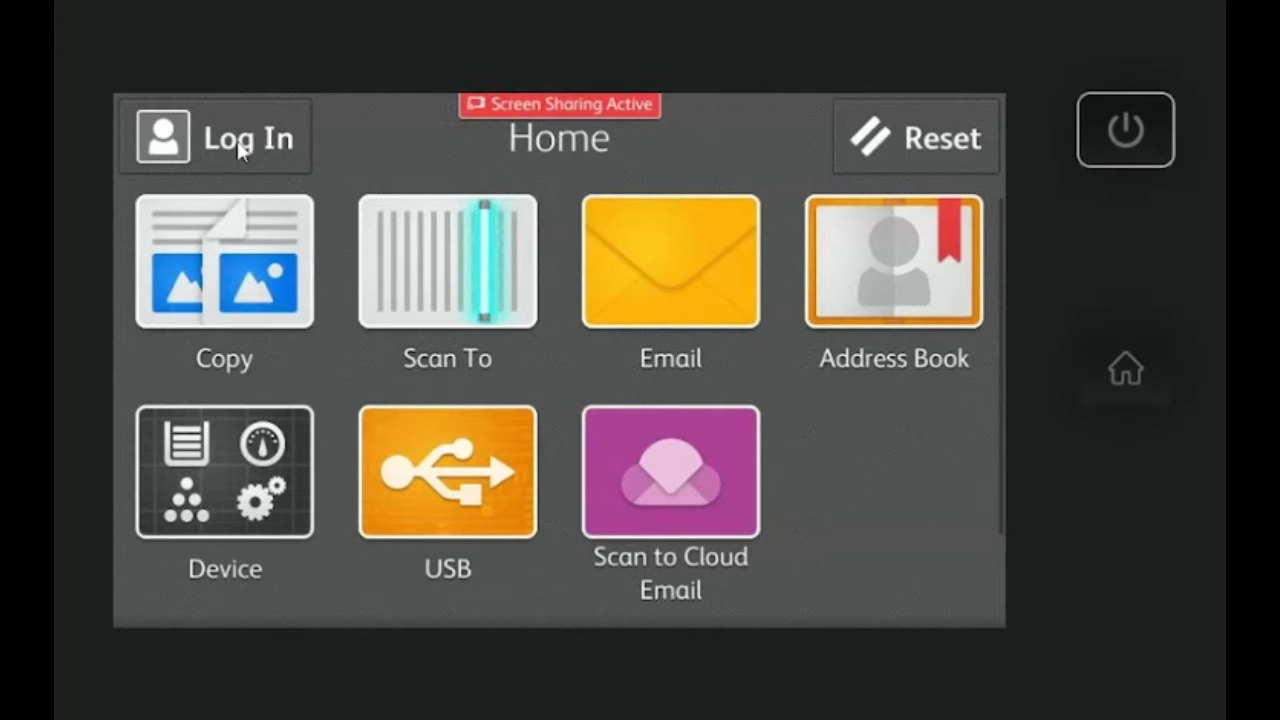 Screen Sharing Active
Log In
Home
Reset
Copy
Scan To
Email
Address Book
Device
USB
Scan to Cloud
Email